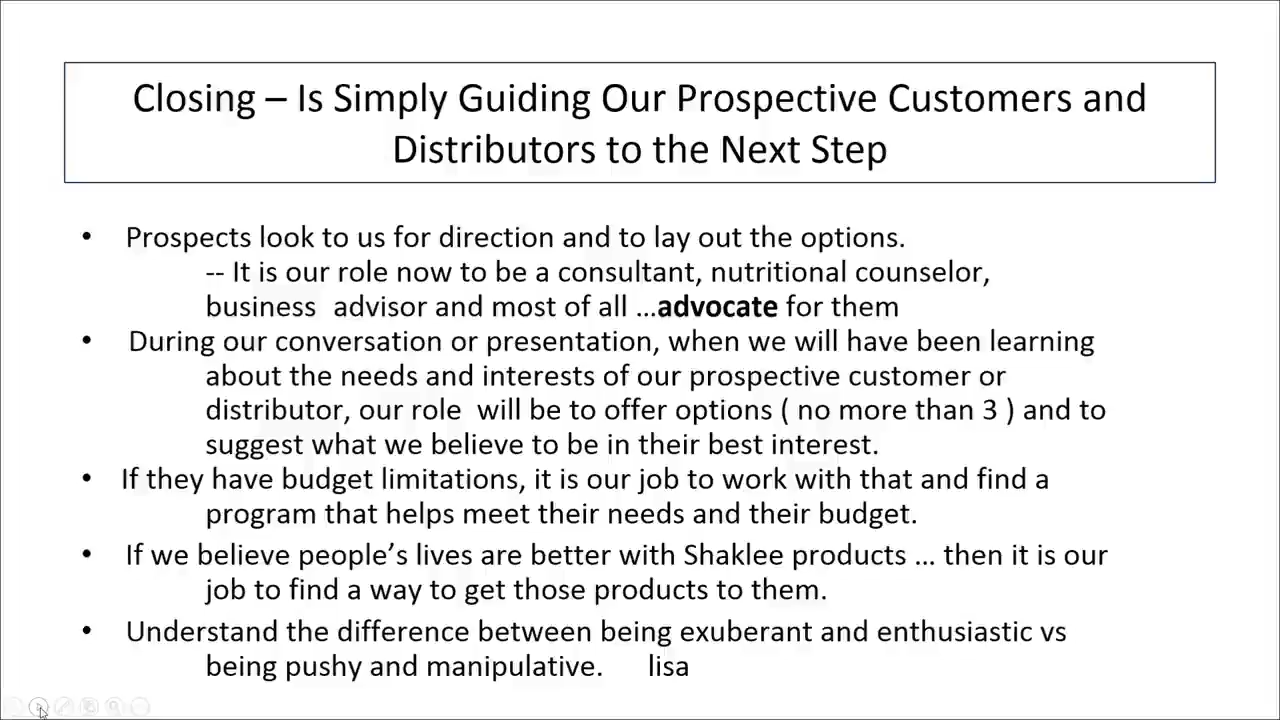 Closing – Is Simply Guiding Our Prospective Customers and
Distributors to the Next Step
• Prospects look to us for direction and to lay out the options.
-- It is our role now to be a consultant, nutritional counselor,
business advisor and most of all …advocate for them
• During our conversation or presentation, when we will have been learning
about the needs and interests of our prospective customer or
distributor, our role will be to offer options ( no more than 3 ) and to
suggest what we believe to be in their best interest.
• If they have budget limitations, it is our job to work with that and find a
program that helps meet their needs and their budget.
• If we believe people’s lives are better with Shaklee products … then it is our
job to find a way to get those products to them.
• Understand the difference between being exuberant and enthusiastic vs
being pushy and manipulative. lisa